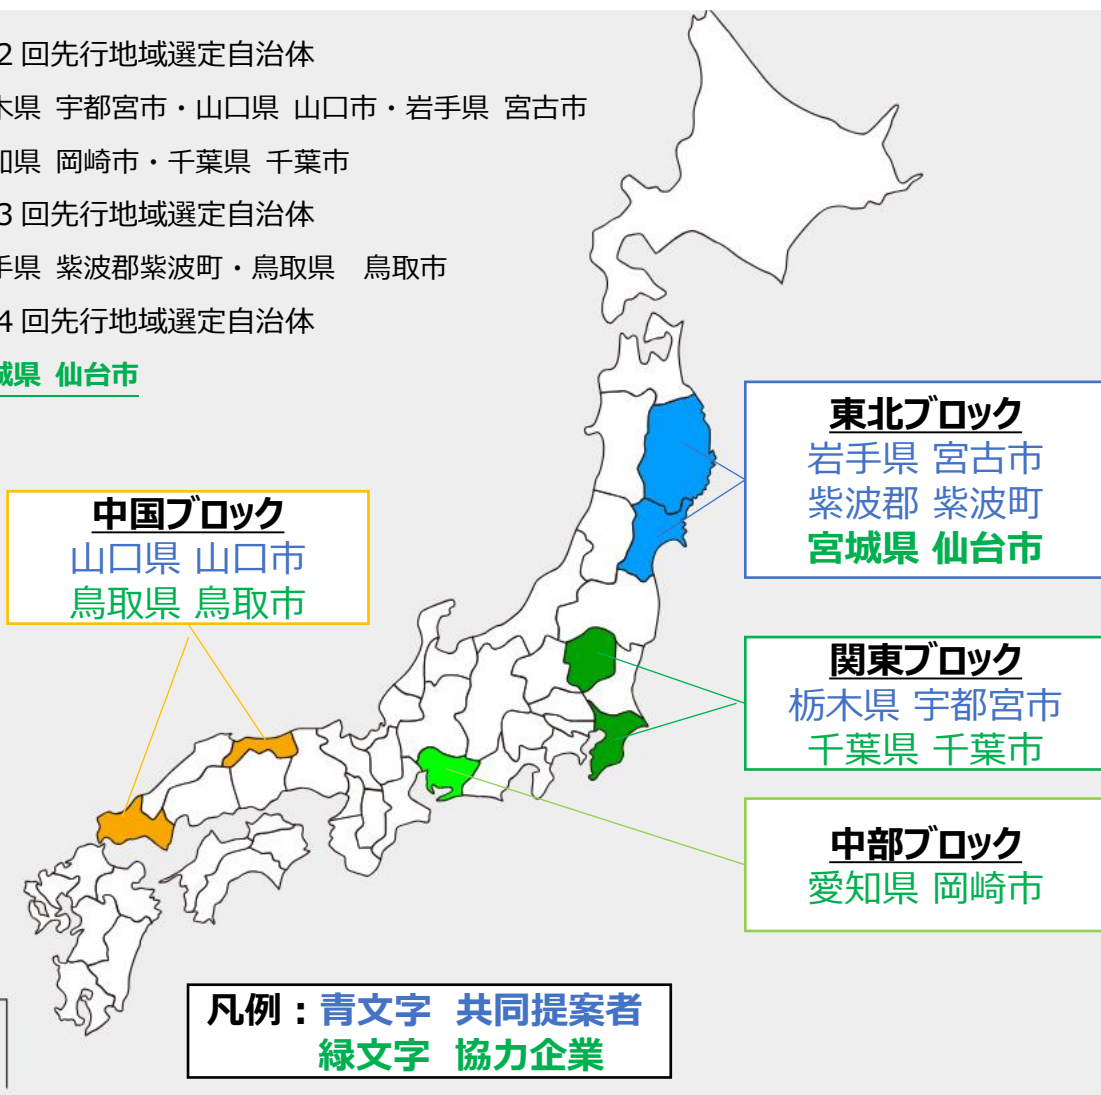 2 回先行地域選定自治体
木県 宇都宮市・山口県 山口市・岩手県 宮古市
知県 岡崎市・千葉県 千葉市
3 回先行地域選定自治体
手県 紫波郡紫波町・鳥取県　鳥取市
4 回先行地域選定自治体
城県 仙台市
東北ブロック
岩手県 宮古市
紫波郡 紫波町
宮城県 仙台市
中国ブロック
山口県 山口市
鳥取県 鳥取市
関東ブロック
栃木県 宇都宮市
千葉県 千葉市
中部ブロック
愛知県 岡崎市
凡例：青文字 共同提案者
緑文字 協力企業